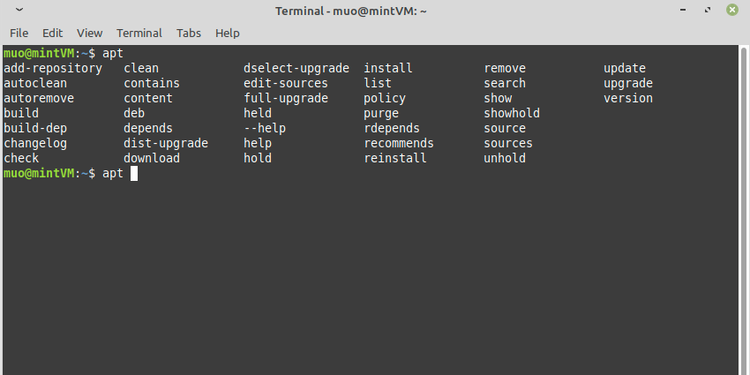 Terminal - muo@mintVM: ~
File Edit View Terminal Tabs Help
muo@mintVM:~$ apt
add-repository clean dselect-upgrade install remove update
autoclean contains edit-sources list search upgrade
autoremove content full-upgrade policy show version
build deb held purge showhold
build-dep depends --help rdepends source
changelog dist-upgrade help recommends sources
check download hold reinstall unhold
muo@mintVM:~$ apt